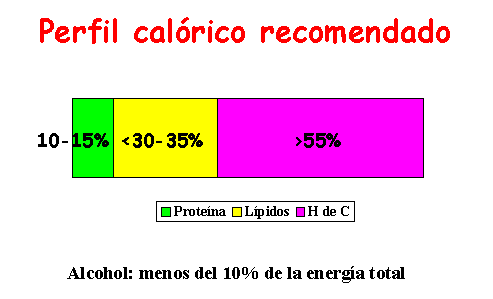 Perfil calórico recomendado
10-15% <30-35% >55%
Proteína Lípidos H de C
Alcohol: menos del 10% de la energía total